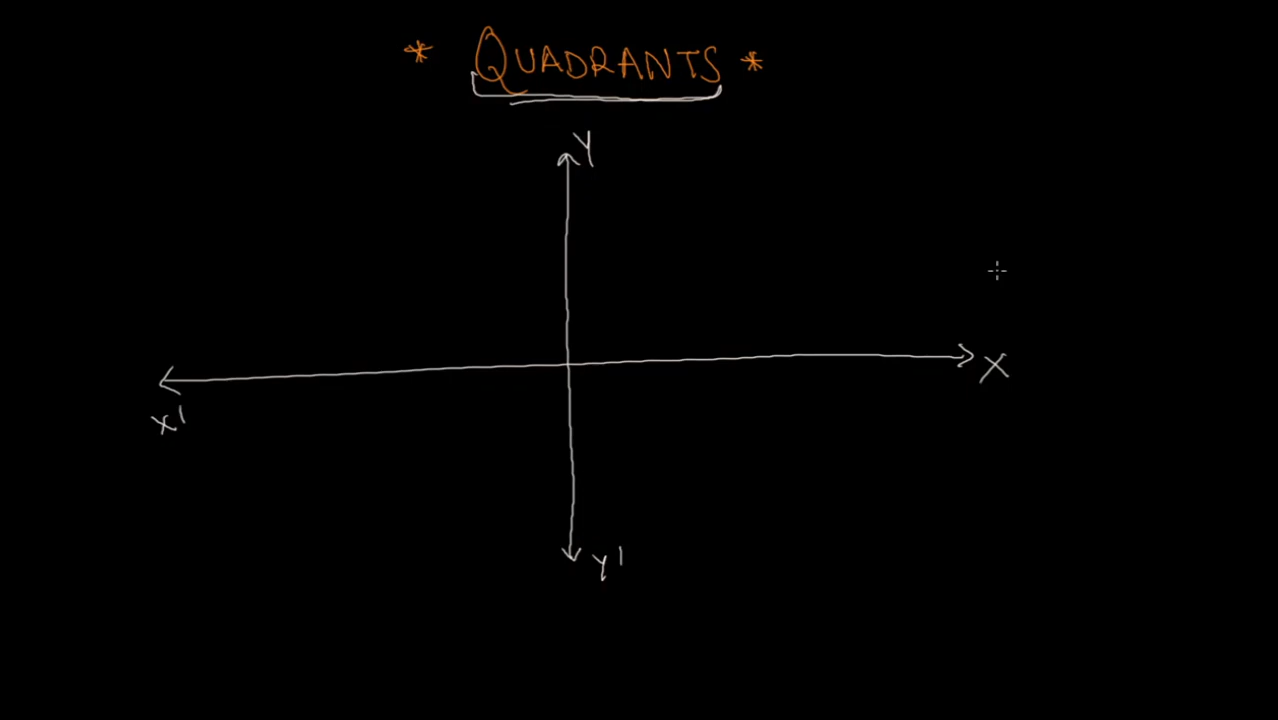 * QUADRANTS *
Y
X
X'
Y'